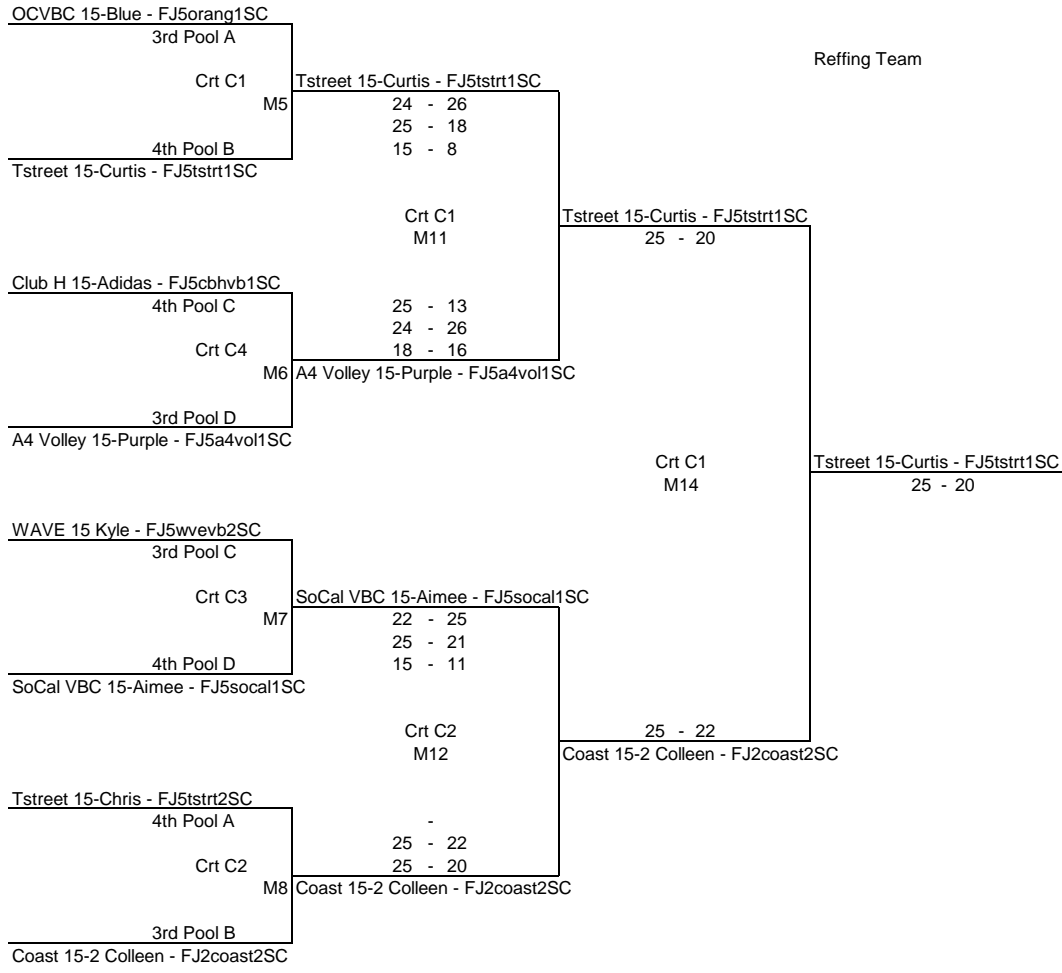 OCVBC 15-Blue - FJ5orang1SC
3rd Pool A
Reffing Team
Crt C1
Tstreet 15-Curtis - FJ5tstrt1SC
M5
24 - 26
25 - 18
4th Pool B
15 - 8
Tstreet 15-Curtis - FJ5tstrt1SC
Crt C1
Tstreet 15-Curtis - FJ5tstrt1SC
M11
25 - 20
Club H 15-Adidas - FJ5cbhvb1SC
4th Pool C
25 - 13
24 - 26
Crt C4
18 - 16
M6
A4 Volley 15-Purple - FJ5a4vol1SC
3rd Pool D
A4 Volley 15-Purple - FJ5a4vol1SC
Crt C1
Tstreet 15-Curtis - FJ5tstrt1SC
M14
25 - 20
WAVE 15 Kyle - FJ5wvevb2SC
3rd Pool C
Crt C3
SoCal VBC 15-Aimee - FJ5socal1SC
M7
22 - 25
25 - 21
4th Pool D
15 - 11
SoCal VBC 15-Aimee - FJ5socal1SC
Crt C2
25 - 22
M12
Coast 15-2 Colleen - FJ2coast2SC
Tstreet 15-Chris - FJ5tstrt2SC
4th Pool A
-
25 - 22
Crt C2
25 - 20
M8
Coast 15-2 Colleen - FJ2coast2SC
3rd Pool B
Coast 15-2 Colleen - FJ2coast2SC